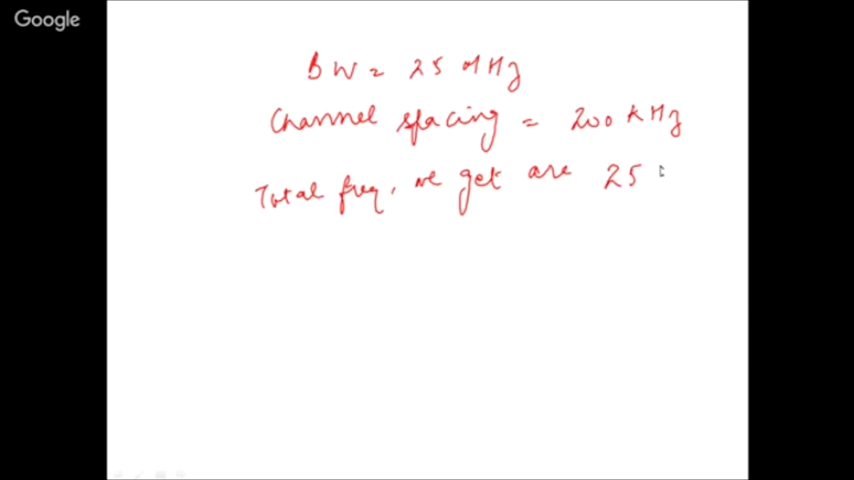 Google
BW = 25 MHz
Channel spacing = 200 KHz
Total freq, we get are 25